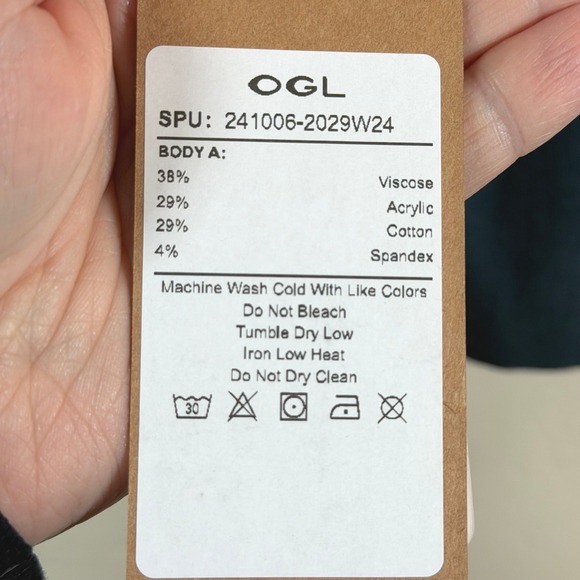 OGL
SPU: 241006-2029W24
BODY A:
38% Viscose
29% Acrylic
29% Cotton
4% Spandex
Machine Wash Cold With Like Colors
Do Not Bleach
Tumble Dry Low
Iron Low Heat
Do Not Dry Clean
30